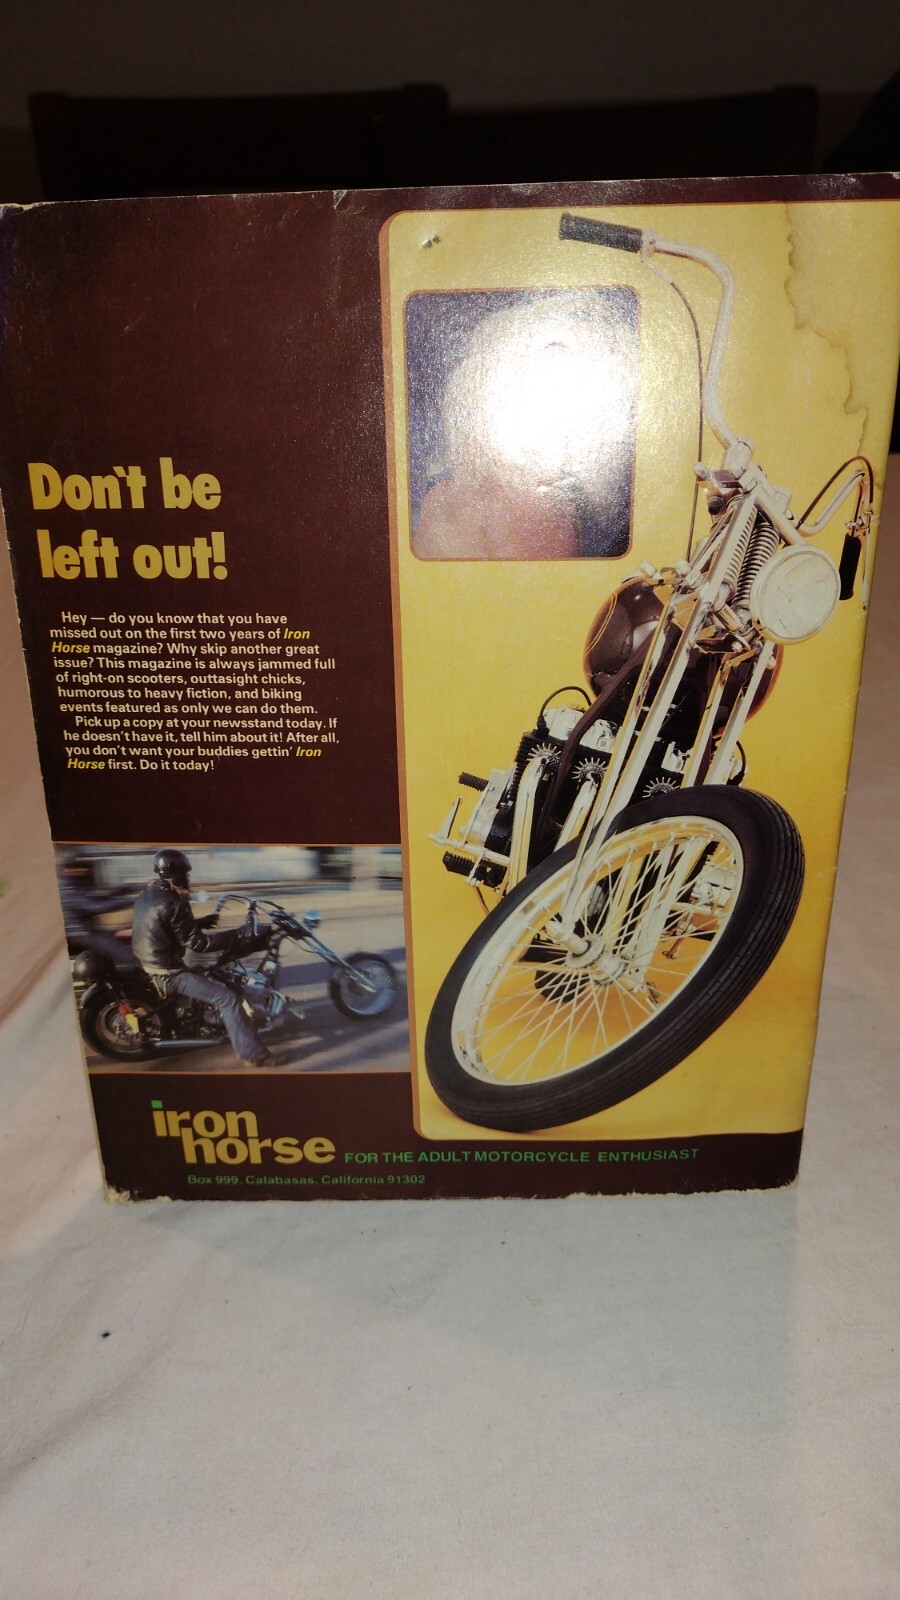 Don't be
left out!
Hey — do you know that you have
missed out on the first two years of Iron
Horse magazine? Why skip another great
issue? This magazine is always jammed full
of right-on scooters, outtasight chicks,
humorous to heavy fiction, and biking
events featured as only we can do them.
Pick up a copy at your newsstand today. If
he doesn't have it, tell him about it! After all,
you don't want your buddies gettin' Iron
Horse first. Do it today!
iron
horse FOR THE ADULT MOTORCYCLE ENTHUSIAST
Box 999, Calabasas, California 91302